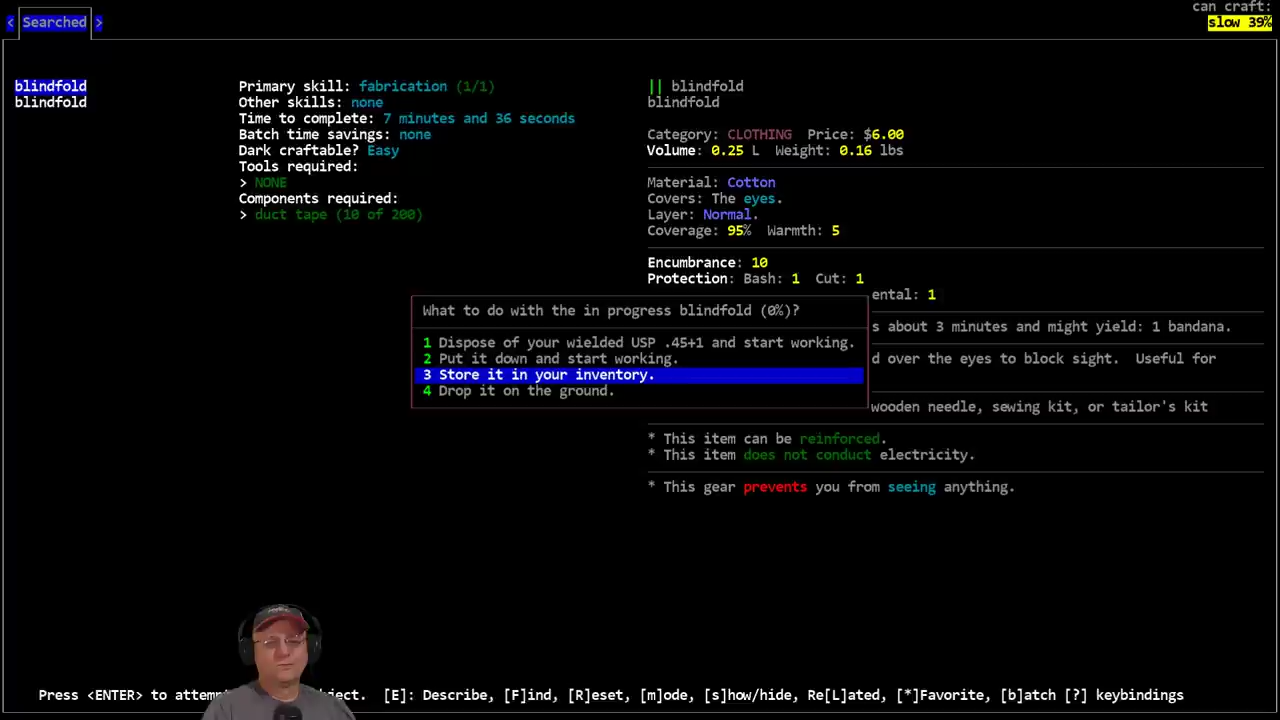 can craft:
< Searched >
slow 39%
blindfold
blindfold
Primary skill: fabrication (1/1)
Other skills: none
Time to complete: 7 minutes and 36 seconds
Batch time savings: none
Dark craftable? Easy
Tools required:
> NONE
Components required:
> duct tape (10 of 200)
|| blindfold
blindfold
Category: CLOTHING Price: $6.00
Volume: 0.25 L Weight: 0.16 lbs
Material: Cotton
Covers: The eyes.
Layer: Normal.
Coverage: 95% Warmth: 5
Encumbrance: 10
Protection: Bash: 1 Cut: 1
ental: 1
s about 3 minutes and might yield: 1 bandana.
d over the eyes to block sight. Useful for
wooden needle, sewing kit, or tailor's kit
* This item can be reinforced.
* This item does not conduct electricity.
* This gear prevents you from seeing anything.
What to do with the in progress blindfold (0%)?
1 Dispose of your wielded USP .45+1 and start working.
2 Put it down and start working.
3 Store it in your inventory.
4 Drop it on the ground.
Press <ENTER> to attem ject. [E]: Describe, [F]ind, [R]eset, [m]ode, [s]how/hide, Re[L]ated, [*]Favorite, [b]atch [?] keybindings